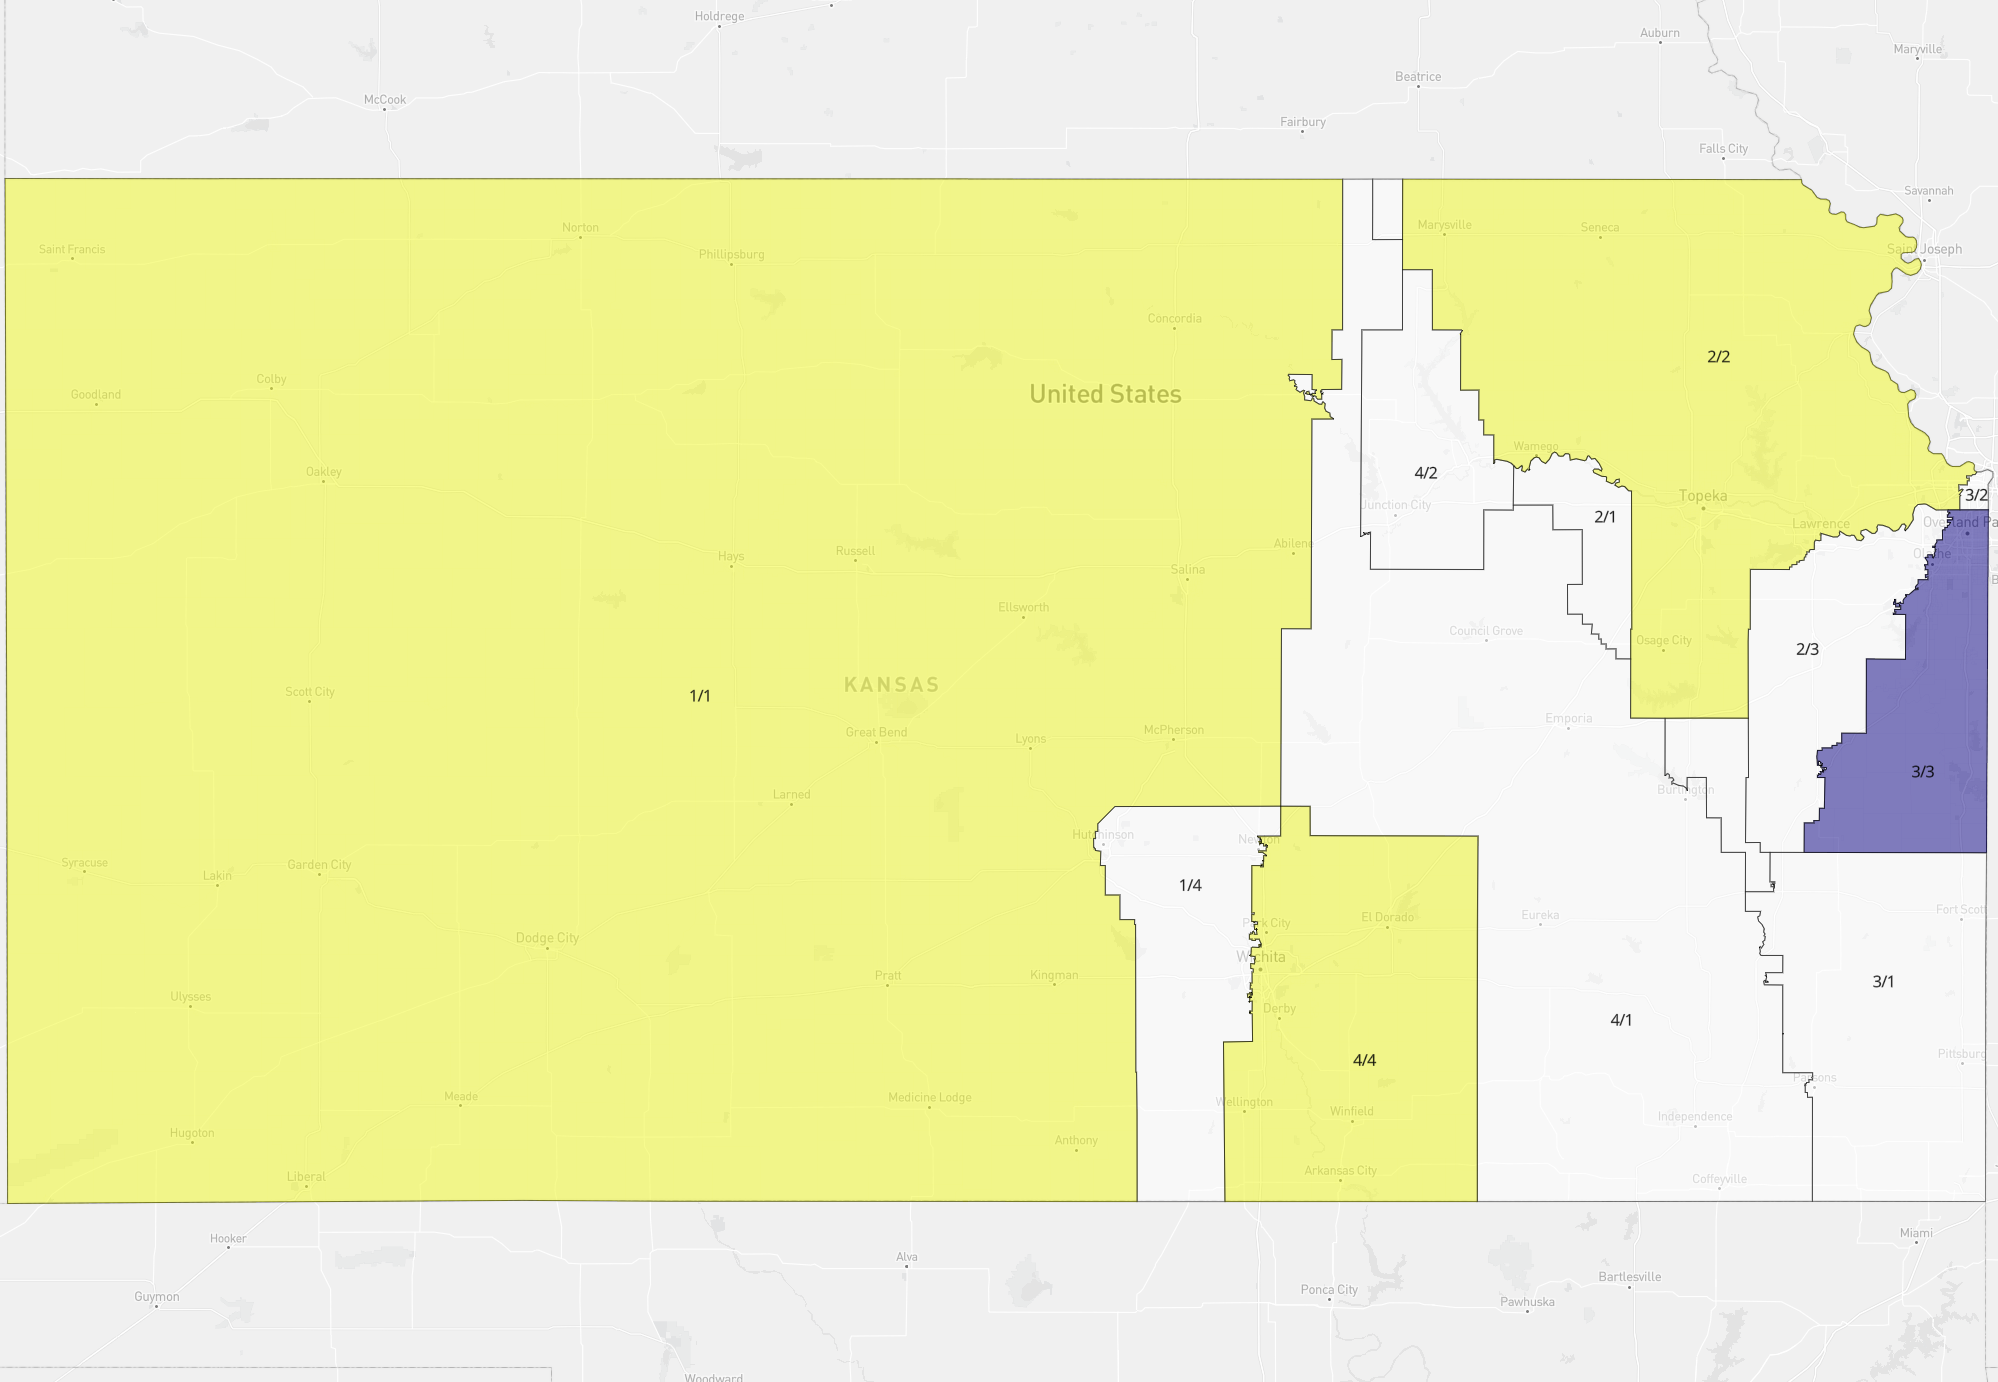 Holdrege
Auburn
Maryville
Beatrice
McCook
Fairbury
Falls City
Savannah
Marysville
Seneca
Norton
Saint Francis
Phillipsburg
Saint Joseph
Concordia
2/2
Colby
Goodland
United States
Wamego
Oakley
4/2
Topeka
3/2
Junction City
2/1
Lawrence
Overland Pa
Abilene
Hays
Russell
Olathe
Salina
B
Ellsworth
Council Grove
Osage City
2/3
KANSAS
Scott City
1/1
Emporia
Great Bend
Lyons
McPherson
3/3
Larned
Burlington
Hutchinson
Newton
Syracuse
Garden City
Lakin
1/4
Park City
El Dorado
Eureka
Fort Scott
Dodge City
Wichita
Pratt
Kingman
3/1
Ulysses
Derby
4/1
4/4
Pittsburg
Parsons
Meade
Medicine Lodge
Wellington
Winfield
Independence
Hugoton
Anthony
Liberal
Arkansas City
Coffeyville
Hooker
Miami
Alva
Bartlesville
Guymon
Ponca City
Pawhuska
Woodward